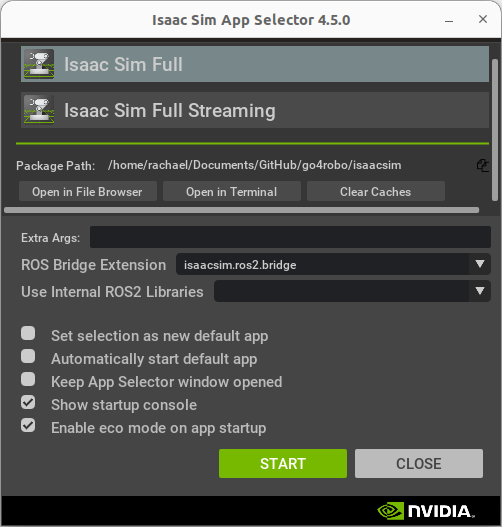 Isaac Sim App Selector 4.5.0
Isaac Sim Full
Isaac Sim Full Streaming
Package Path: /home/rachael/Documents/GitHub/go4robo/isaacsim
Open in File Browser Open in Terminal Clear Caches
Extra Args:
ROS Bridge Extension isaacsim.ros2.bridge
Use Internal ROS2 Libraries
Set selection as new default app
Automatically start default app
Keep App Selector window opened
Show startup console
Enable eco mode on app startup
START CLOSE
NVIDIA.